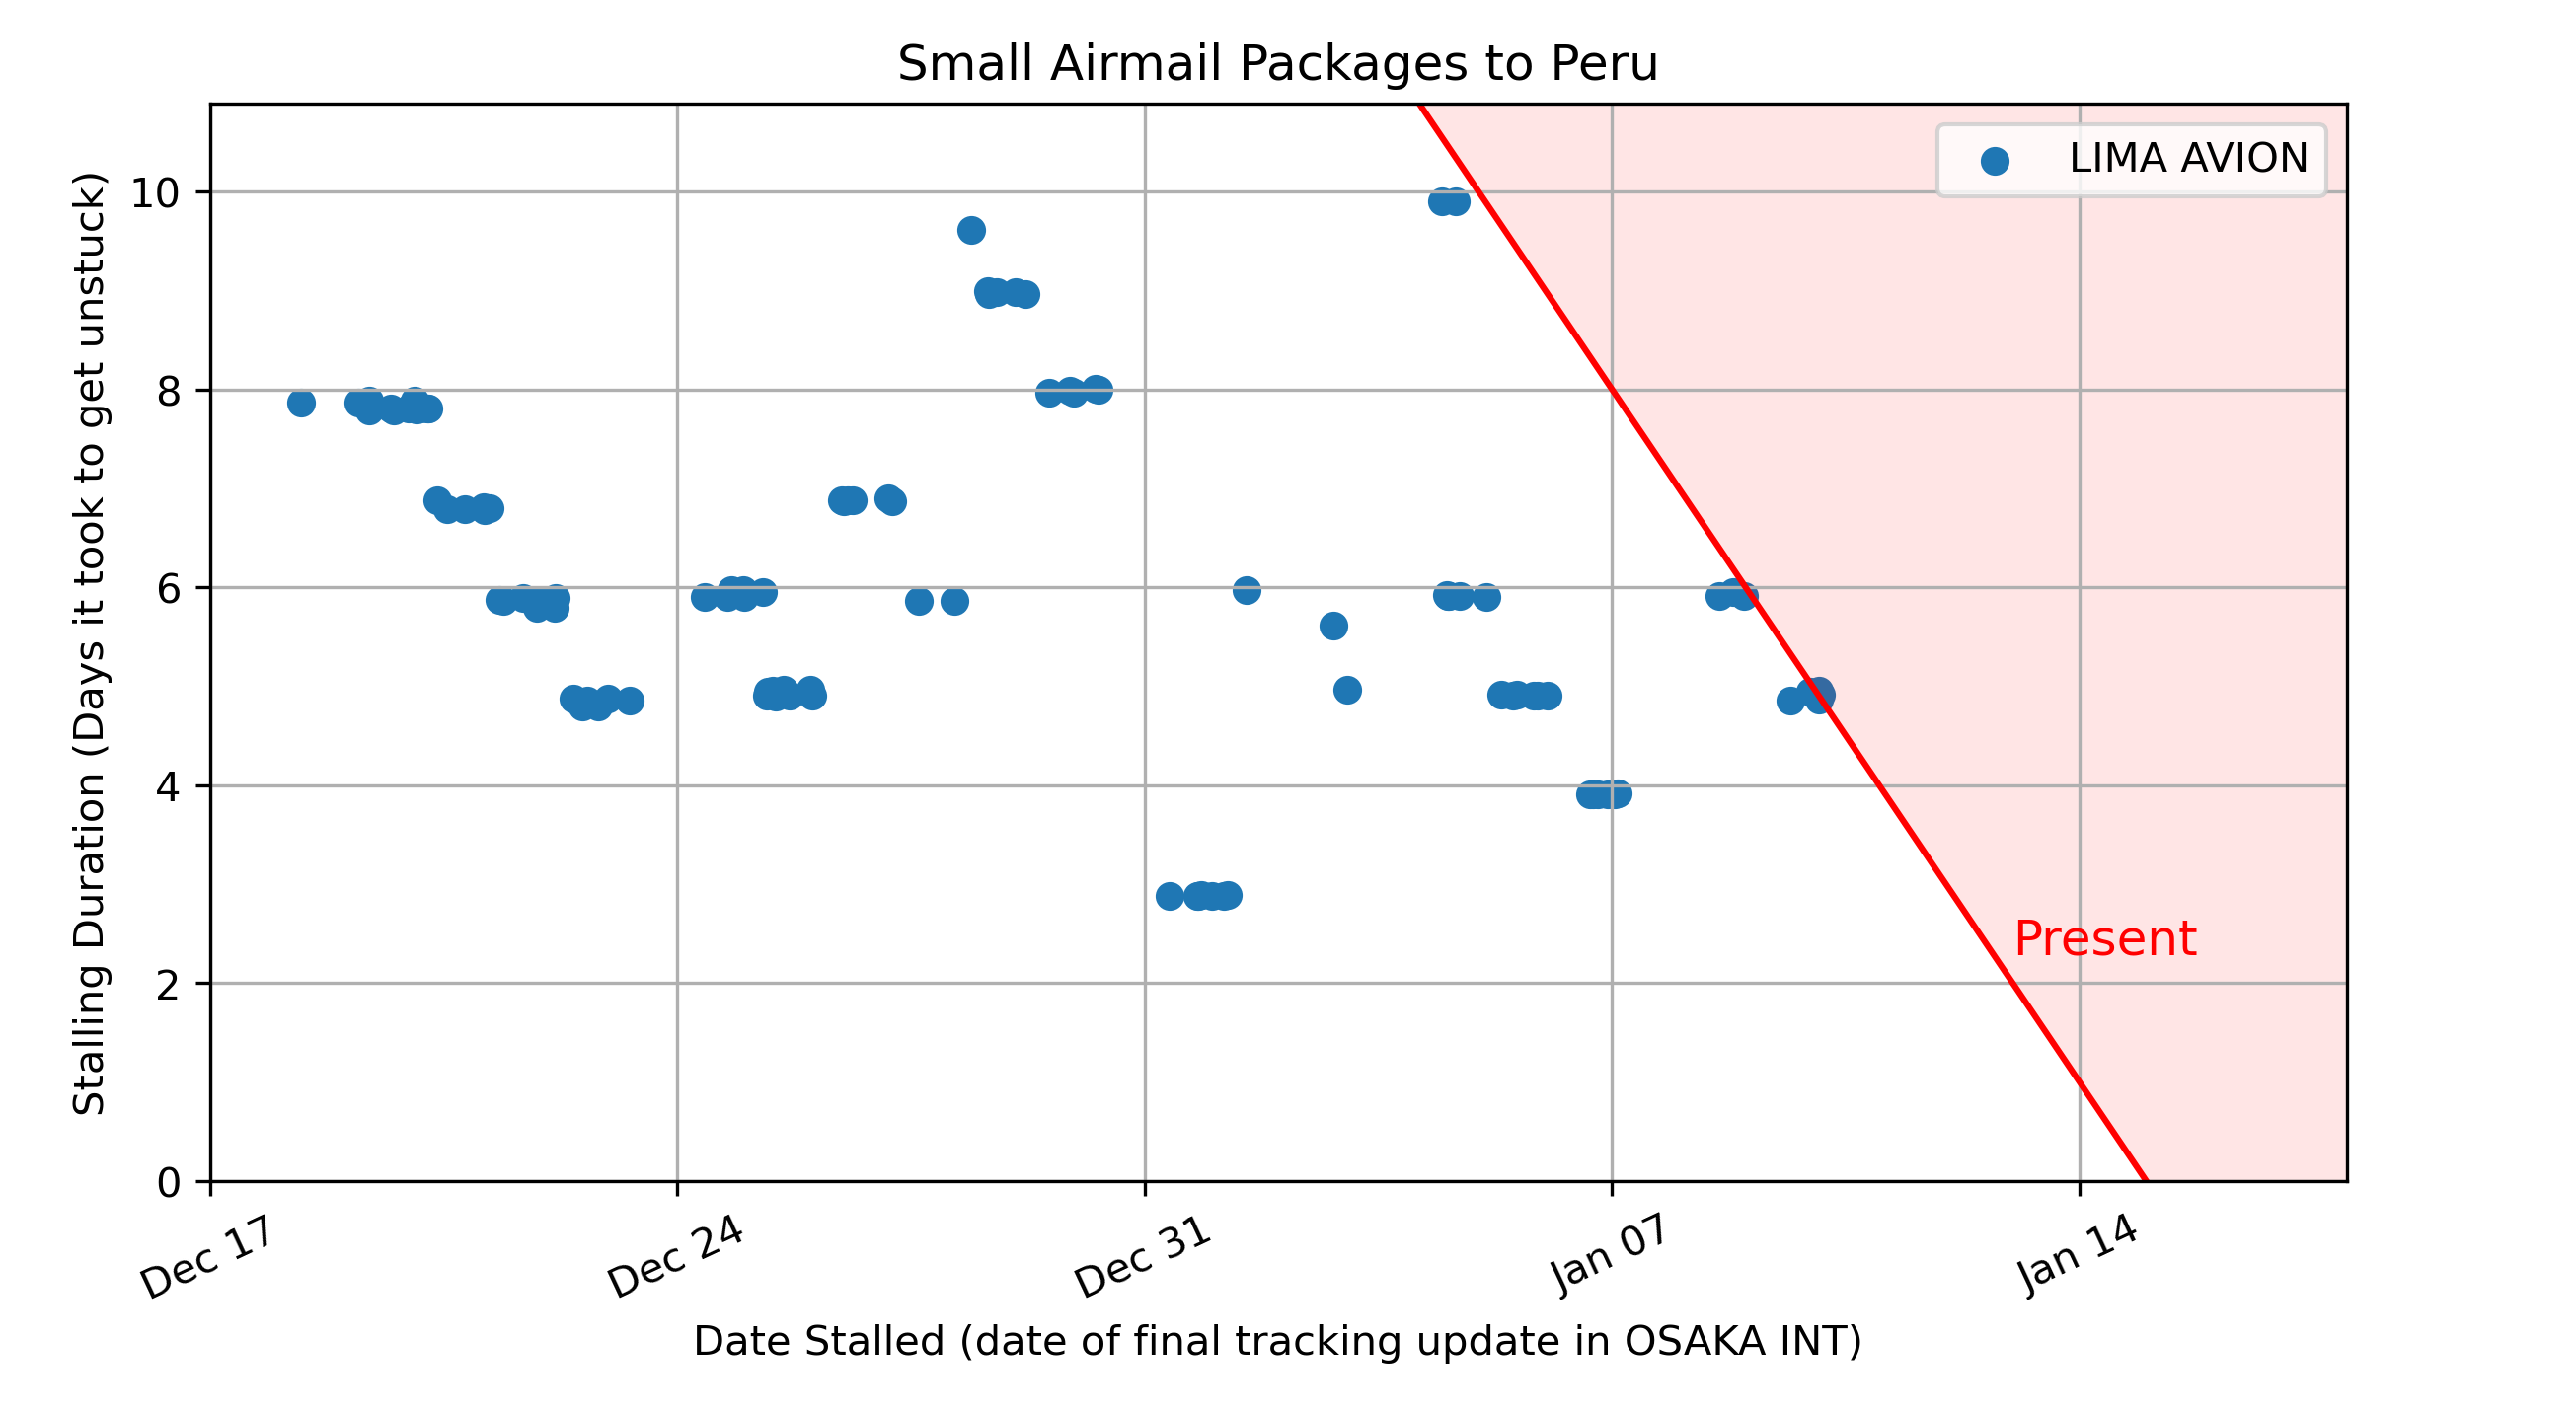 Small Airmail Packages to Peru
LIMA AVION
Stalling Duration (Days it took to get unstuck)
10
8
6
4
2
0
Present
Dec 17
Dec 24
Dec 31
Jan 07
Jan 14
Date Stalled (date of final tracking update in OSAKA INT)